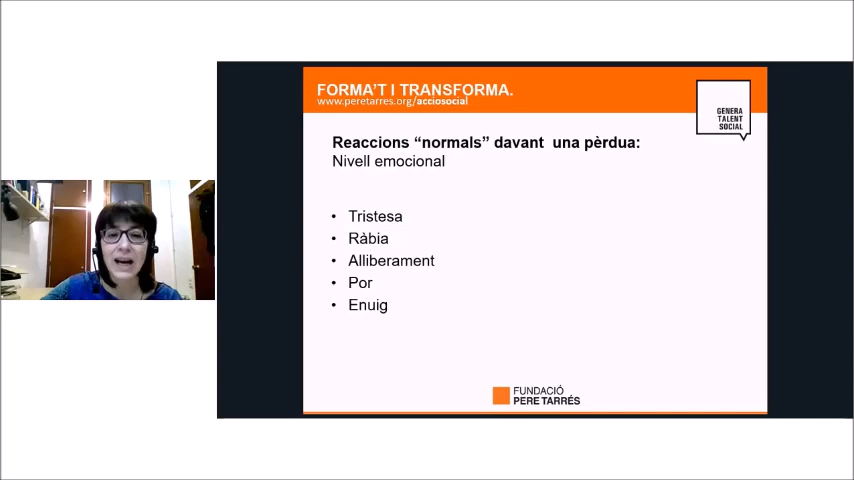 FORMA'T I TRANSFORMA.
www.peretarres.org/acciosocial
GENERA
TALENT
SOCIAL
Reaccions “normals” davant una pèrdua:
Nivell emocional
• Tristesa
• Ràbia
• Alliberament
• Por
• Enuig
FUNDACIÓ
PERE TARRÉS